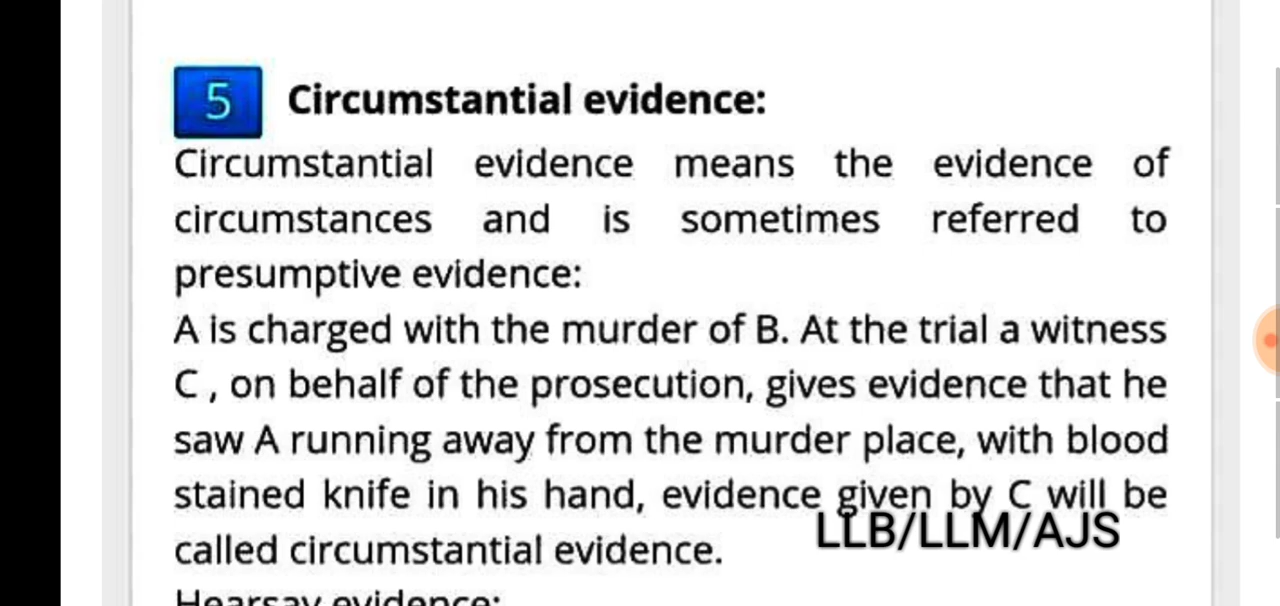 5 Circumstantial evidence:
Circumstantial evidence means the evidence of
circumstances and is sometimes referred to
presumptive evidence:
A is charged with the murder of B. At the trial a witness
C , on behalf of the prosecution, gives evidence that he
saw A running away from the murder place, with blood
stained knife in his hand, evidence given by C will be
LLB/LLM/AJS
called circumstantial evidence.
Hearsay evidence: